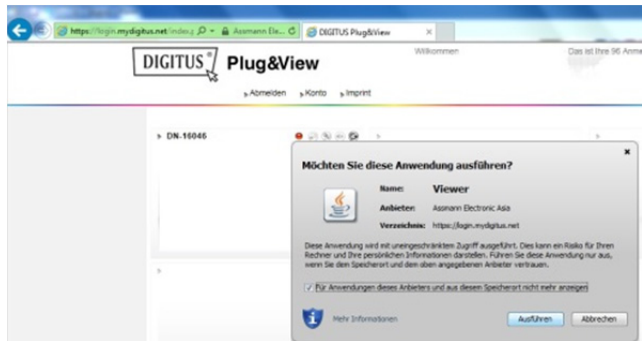 https://login.mydigitus.net/index.
Assmann Ele...
DIGITUS Plug&View
DIGITUS® Plug&View
Willkommen
Das ist Ihre 96 Anme
Abmelden Konto Imprint
DN-16046
Möchten Sie diese Anwendung ausführen?
Name: Viewer
Anbieter: Assmann Electronic Asia
Verzeichnis: https://login.mydigitus.net
Diese Anwendung wird mit uneingeschränktem Zugriff ausgeführt. Dies kann ein Risiko für Ihren
Rechner und Ihre persönlichen Informationen darstellen. Führen Sie diese Anwendung nur aus,
wenn Sie dem Speicherort und dem oben angegebenen Anbieter vertrauen.
Für Anwendungen dieses Anbieters und aus diesem Speicherort nicht mehr anzeigen
Mehr Informationen
Ausführen Abbrechen